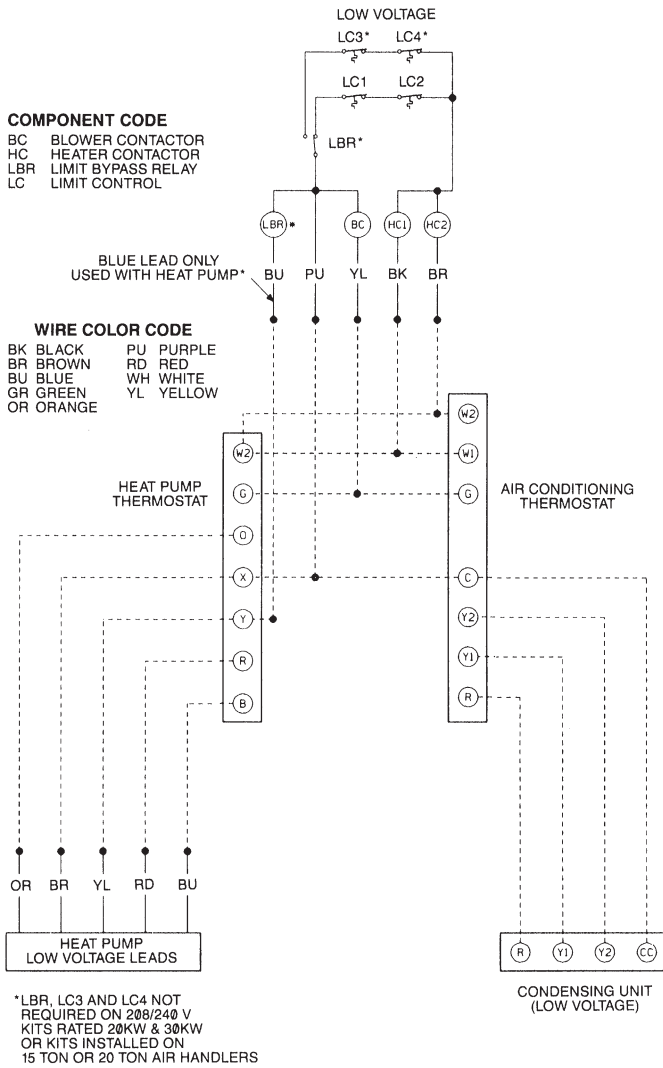 LOW VOLTAGE
LC3* LC4*
LC1 LC2
LBR*
COMPONENT CODE
BC BLOWER CONTACTOR
HC HEATER CONTACTOR
LBR LIMIT BYPASS RELAY
LC LIMIT CONTROL
LBR * BC HC1 HC2
BLUE LEAD ONLY
USED WITH HEAT PUMP*
BU PU YL BK BR
WIRE COLOR CODE
BK BLACK PU PURPLE
BR BROWN RD RED
BU BLUE WH WHITE
GR GREEN YL YELLOW
OR ORANGE
HEAT PUMP
THERMOSTAT
W2
G
O
X
Y
R
B
W2
W1
G
C
Y2
Y1
R
AIR CONDITIONING
THERMOSTAT
OR BR YL RD BU
HEAT PUMP
LOW VOLTAGE LEADS
R Y1 Y2 CC
CONDENSING UNIT
(LOW VOLTAGE)
*LBR, LC3 AND LC4 NOT
REQUIRED ON 208/240 V
KITS RATED 20KW & 30KW
OR KITS INSTALLED ON
15 TON OR 20 TON AIR HANDLERS